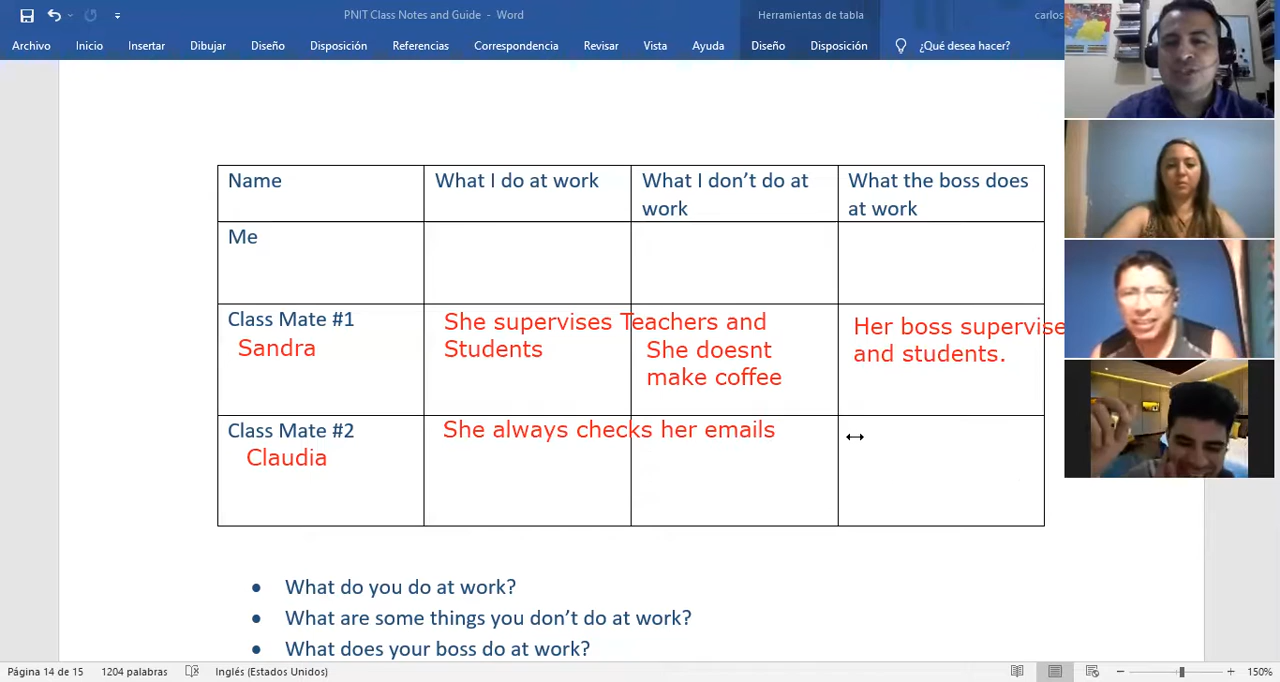 PNIT Class Notes and Guide - Word
Herramientas de tabla
carlos
Archivo
Inicio
Insertar
Dibujar
Diseño
Disposición
Referencias
Correspondencia
Revisar
Vista
Ayuda
Diseño
Disposición
¿Qué desea hacer?
Name
What I do at work
What I don't do at
work
What the boss does
at work
Me
Class Mate #1
Sandra
She supervises Teachers and
Students
She doesnt
make coffee
Her boss supervise
and students.
Class Mate #2
Claudia
She always checks her emails
• What do you do at work?
• What are some things you don't do at work?
• What does your boss do at work?
Página 14 de 15
1204 palabras
Inglés (Estados Unidos)
150%